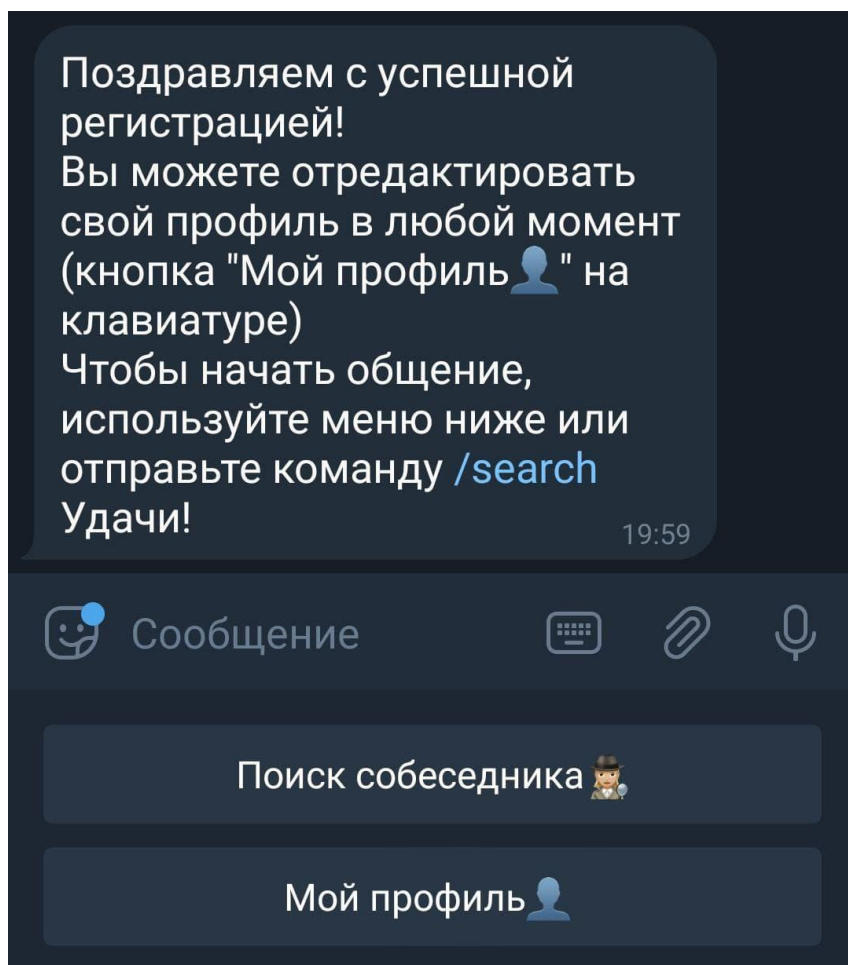 Поздравляем с успешной
регистрацией!
Вы можете отредактировать
свой профиль в любой момент
(кнопка "Мой профиль👤" на
клавиатуре)
Чтобы начать общение,
используйте меню ниже или
отправьте команду /search
Удачи!
19:59
Сообщение
Поиск собеседника🕵🏼‍♀️
Мой профиль👤